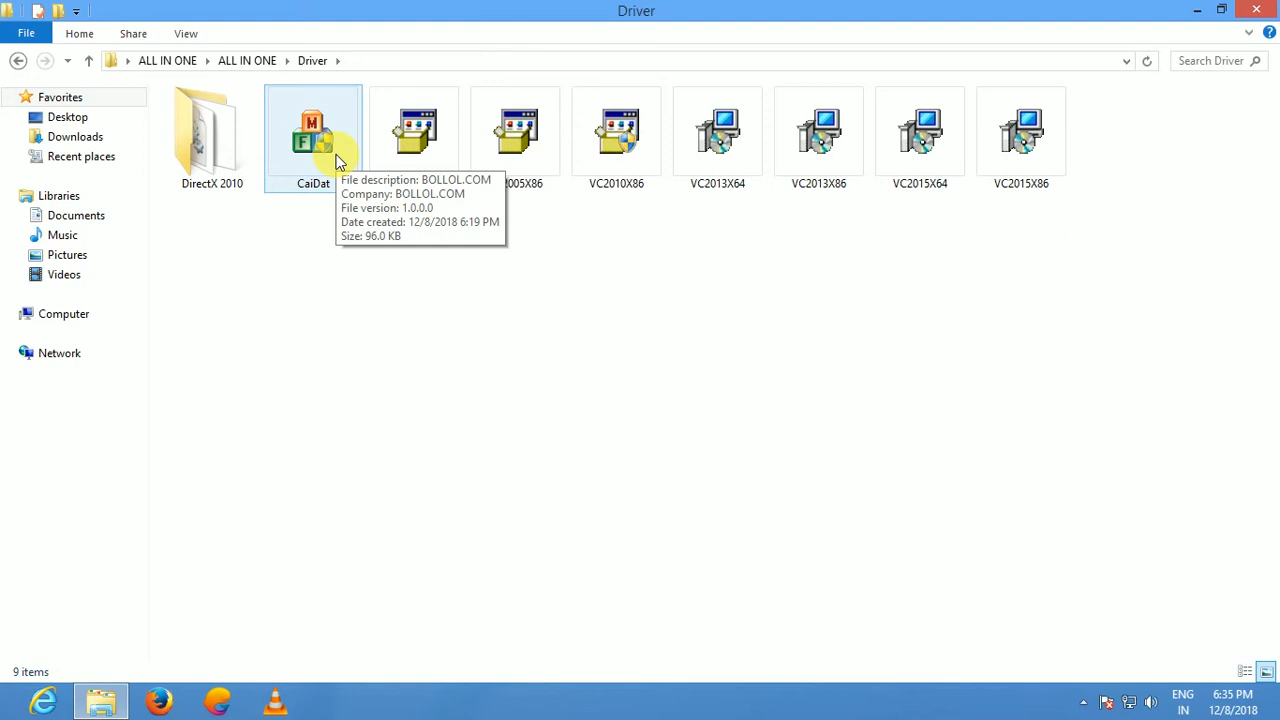 Driver
File
Home
Share
View
ALL IN ONE
ALL IN ONE
Driver
Search Driver
Favorites
Desktop
Downloads
Recent places
Libraries
Documents
Music
Pictures
Videos
Computer
Network
M
F
DirectX 2010
CaiDat
2005X86
VC2010X86
VC2013X64
VC2013X86
VC2015X64
VC2015X86
File description: BOLLOL.COM
Company: BOLLOL.COM
File version: 1.0.0.0
Date created: 12/8/2018 6:19 PM
Size: 96.0 KB
9 items
ENG
IN
6:35 PM
12/8/2018